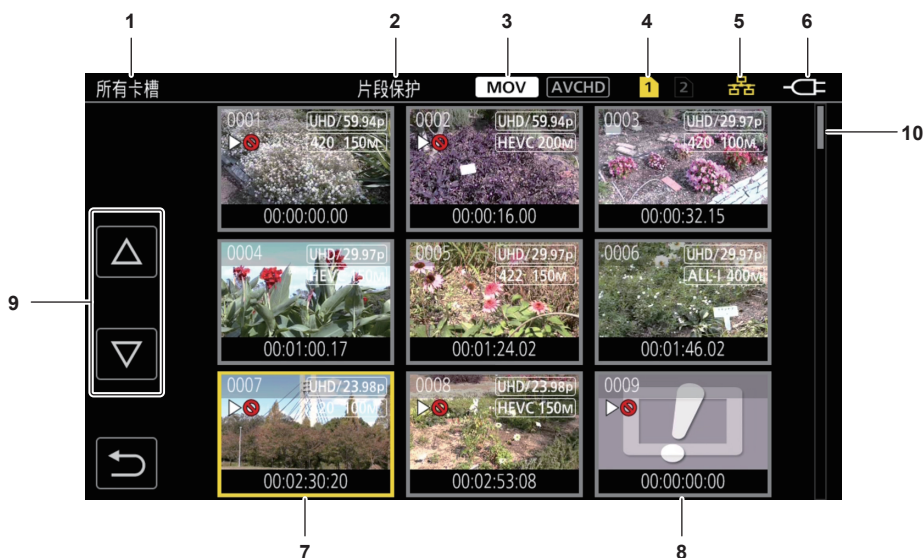 1 2 3 4 5 6
所有卡槽 片段保护 MOV AVCHD 1 2
10
0001 UHD/59.94p 0002 UHD/59.94p 0003 UHD/29.97p
420 150M HEVC 200M 420 100M
00:00:00.00 00:00:16.00 00:00:32.15
0004 UHD/29.97p 0005 UHD/29.97p 0006 UHD/29.97p
HEVC 150M 422 150M ALL-I 400M
9
00:01:00.17 00:01:24.02 00:01:46.02
0007 UHD/23.98p 0008 UHD/23.98p 0009
420 100M HEVC 150M
00:02:30:20 00:02:53:08 00:00:00:00
7 8